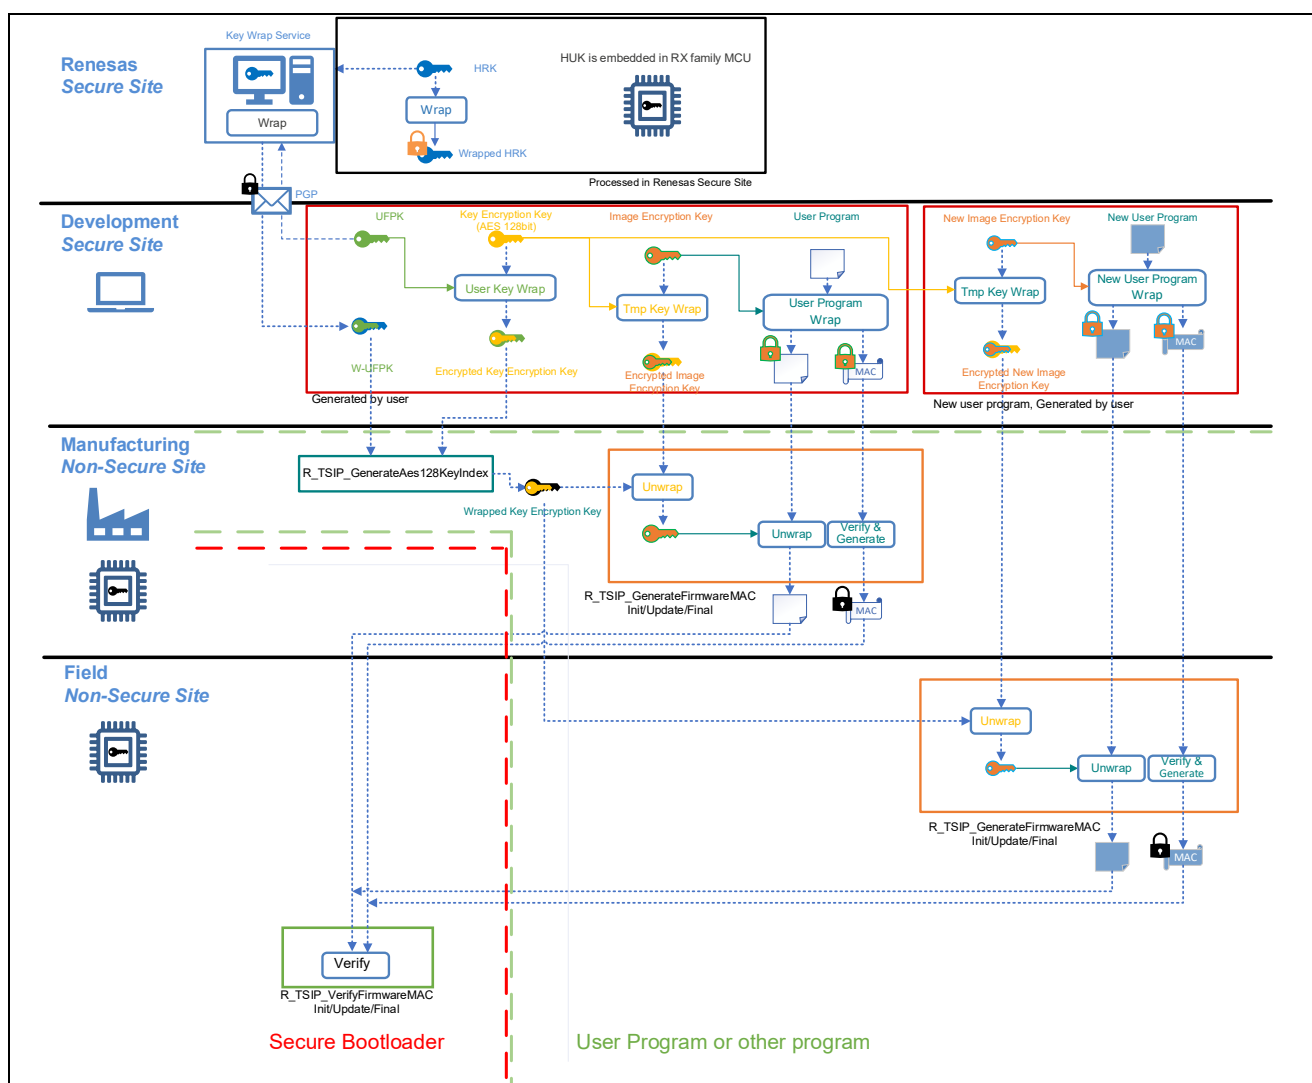 Renesas
Secure Site
Key Wrap Service
Wrap
HRK
Wrap
Wrapped HRK
HUK is embedded in RX family MCU
Processed in Renesas Secure Site
PGP
Development
Secure Site
UFPK
Key Encryption Key
(AES 128bit)
Image Encryption Key
User Program
User Key Wrap
Tmp Key Wrap
User Program
Wrap
W-UFPK
Encrypted Key Encryption Key
Encrypted Image
Encryption Key
MAC
Generated by user
New Image Encryption Key
New User Program
Tmp Key Wrap
New User Program
Wrap
MAC
Encrypted New Image
Encryption Key
New user program, Generated by user
Manufacturing
Non-Secure Site
R_TSIP_GenerateAes128KeyIndex
Wrapped Key Encryption Key
Unwrap
Unwrap
Verify &
Generate
R_TSIP_GenerateFirmwareMAC
Init/Update/Final
MAC
Field
Non-Secure Site
Unwrap
Unwrap
Verify &
Generate
R_TSIP_GenerateFirmwareMAC
Init/Update/Final
MAC
Verify
R_TSIP_VerifyFirmwareMAC
Init/Update/Final
Secure Bootloader
User Program or other program